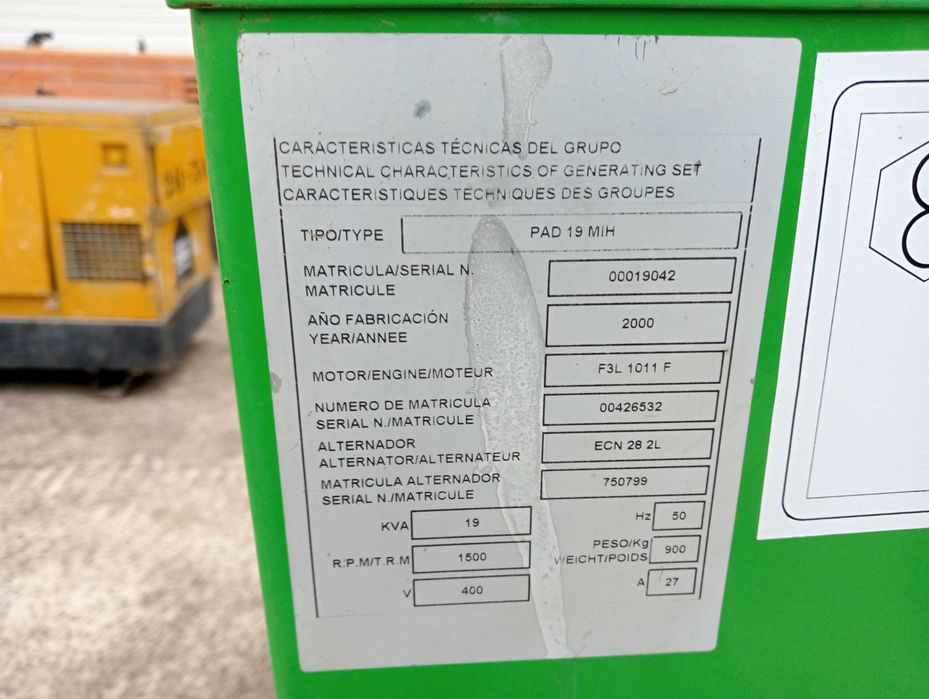 CARACTERISTICAS TÉCNICAS DEL GRUPO
TECHNICAL CHARACTERISTICS OF GENERATING SET
CARACTERISTIQUES TECHNIQUES DES GROUPES
TIPO/TYPE PAD 19 MIH
MATRICULA/SERIAL N. 00019042
MATRICULE
AÑO FABRICACIÓN 2000
YEAR/ANNEE
MOTOR/ENGINE/MOTEUR F3L 1011 F
NUMERO DE MATRICULA 00426532
SERIAL N./MATRICULE
ALTERNADOR ECN 28 2L
ALTERNATOR/ALTERNATEUR
MATRICULA ALTERNADOR 750799
SERIAL N./MATRICULE
KVA 19 Hz 50
R.P.M/T.R.M 1500 PESO/Kg 900
WEICHT/POIDS
V 400 A 27